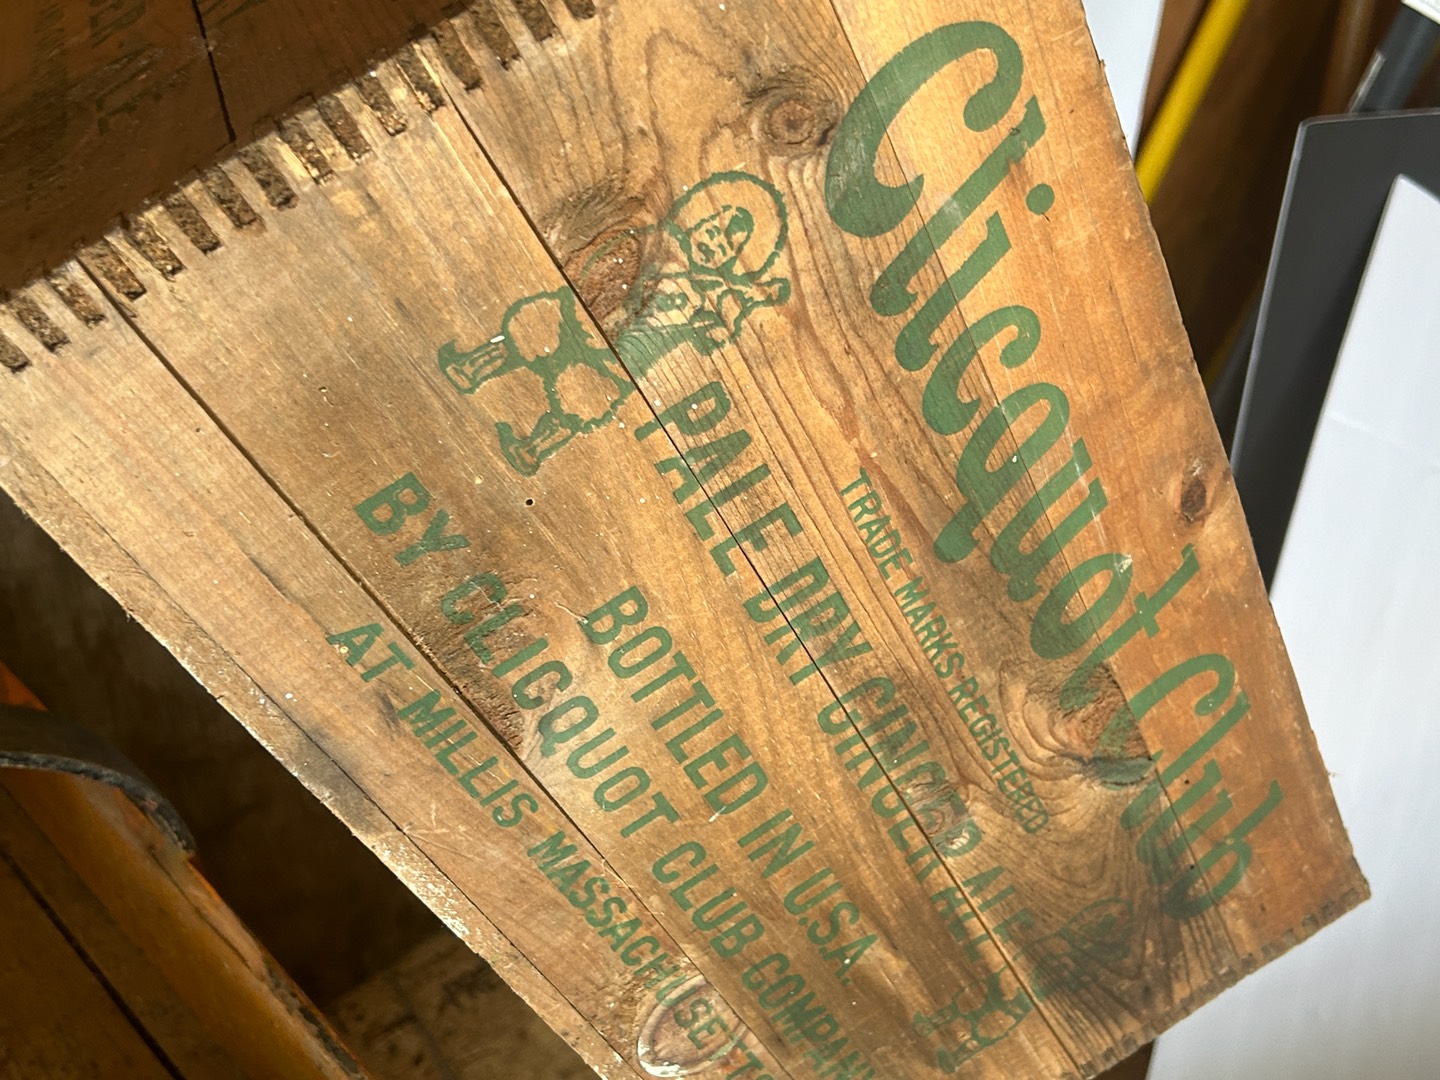 Clicquot Club
TRADE MARKS REGISTERED
PALE DRY GINGER ALE
BOTTLED IN U.S.A.
BY CLICQUOT CLUB COMPANY
AT MILLIS MASSACHUSETTS